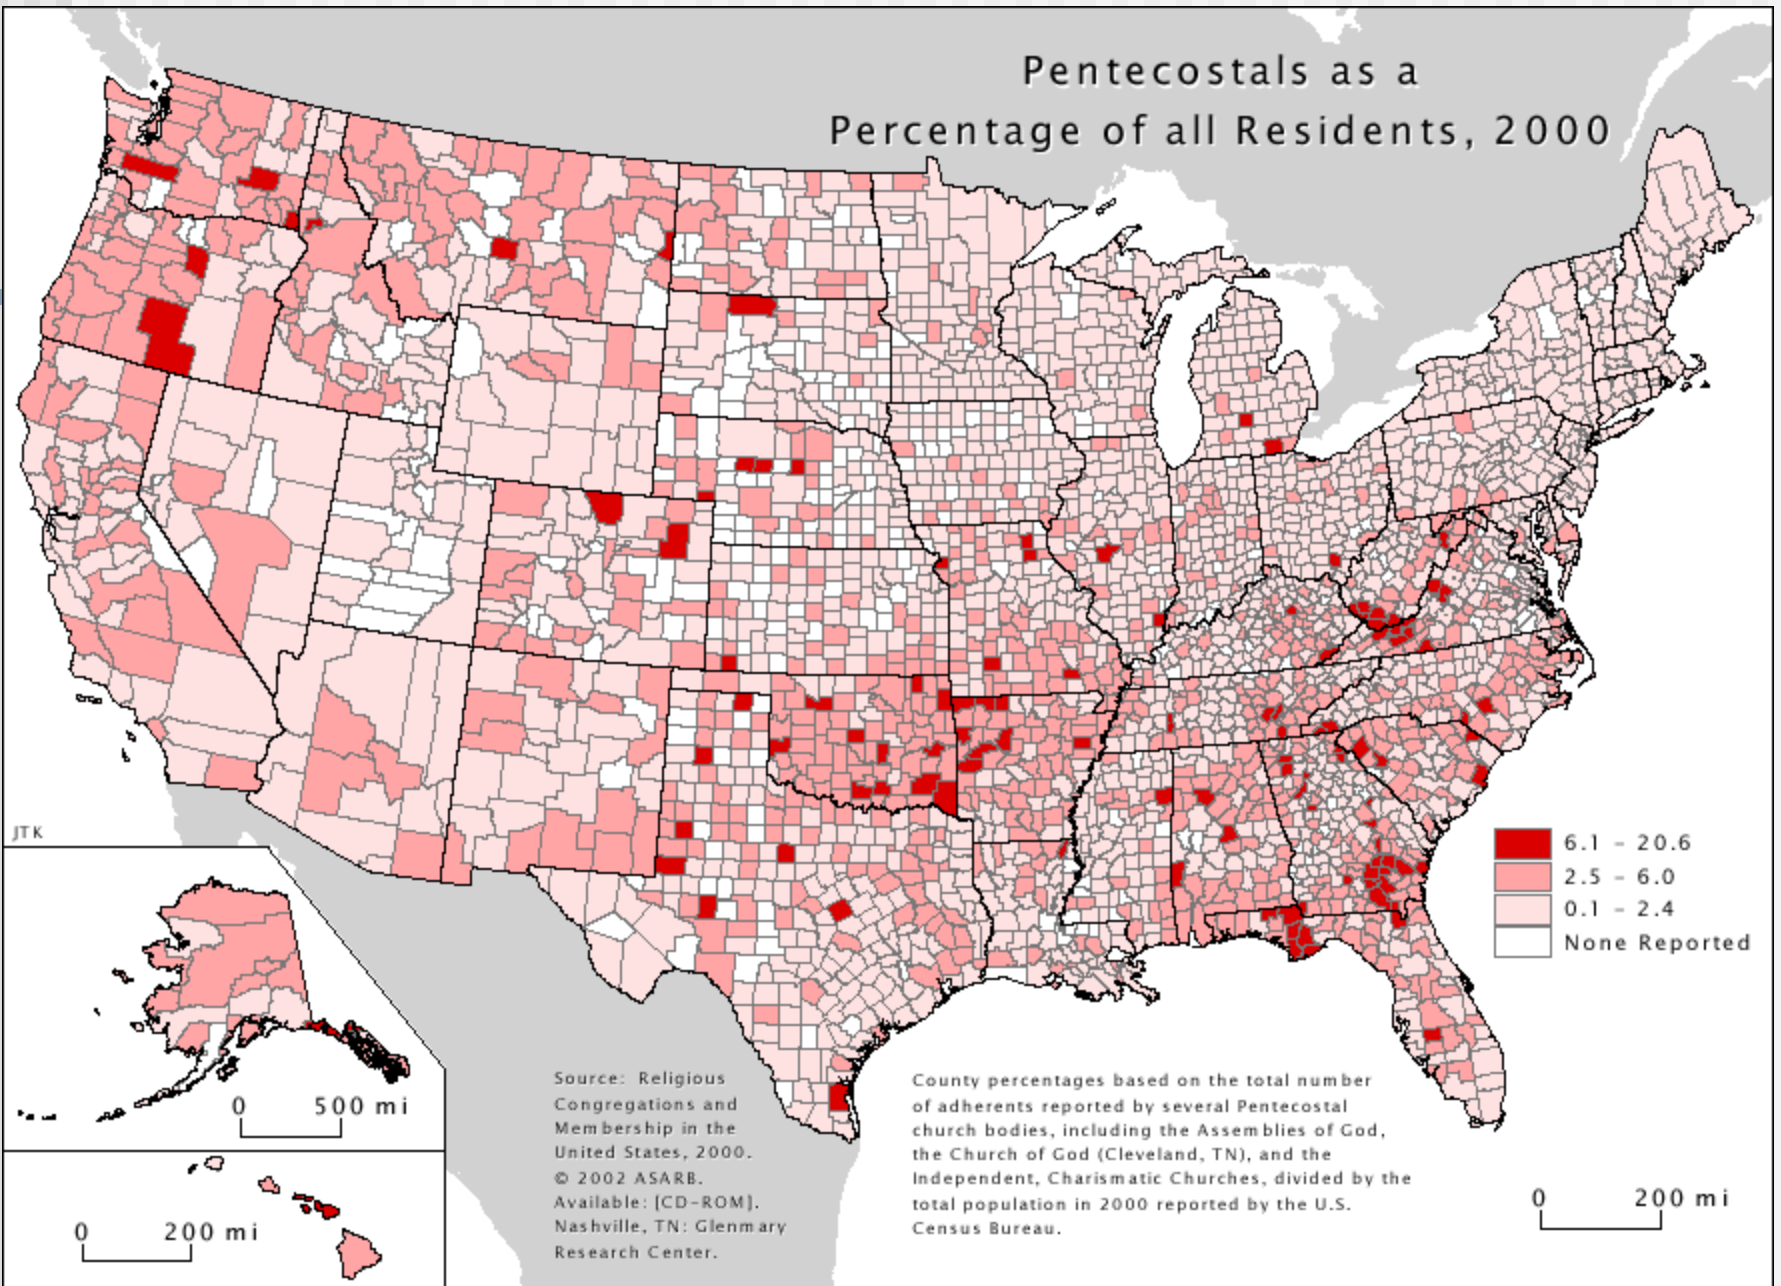 Pentecostals as a
Percentage of all Residents, 2000
JTK
6.1 – 20.6
2.5 – 6.0
0.1 – 2.4
None Reported
0 500 mi
0 200 mi
Source: Religious
Congregations and
Membership in the
United States, 2000.
© 2002 ASARB.
Available: [CD-ROM].
Nashville, TN: Glenmary
Research Center.
County percentages based on the total number
of adherents reported by several Pentecostal
church bodies, including the Assemblies of God,
the Church of God (Cleveland, TN), and the
Independent, Charismatic Churches, divided by the
total population in 2000 reported by the U.S.
Census Bureau.
0 200 mi